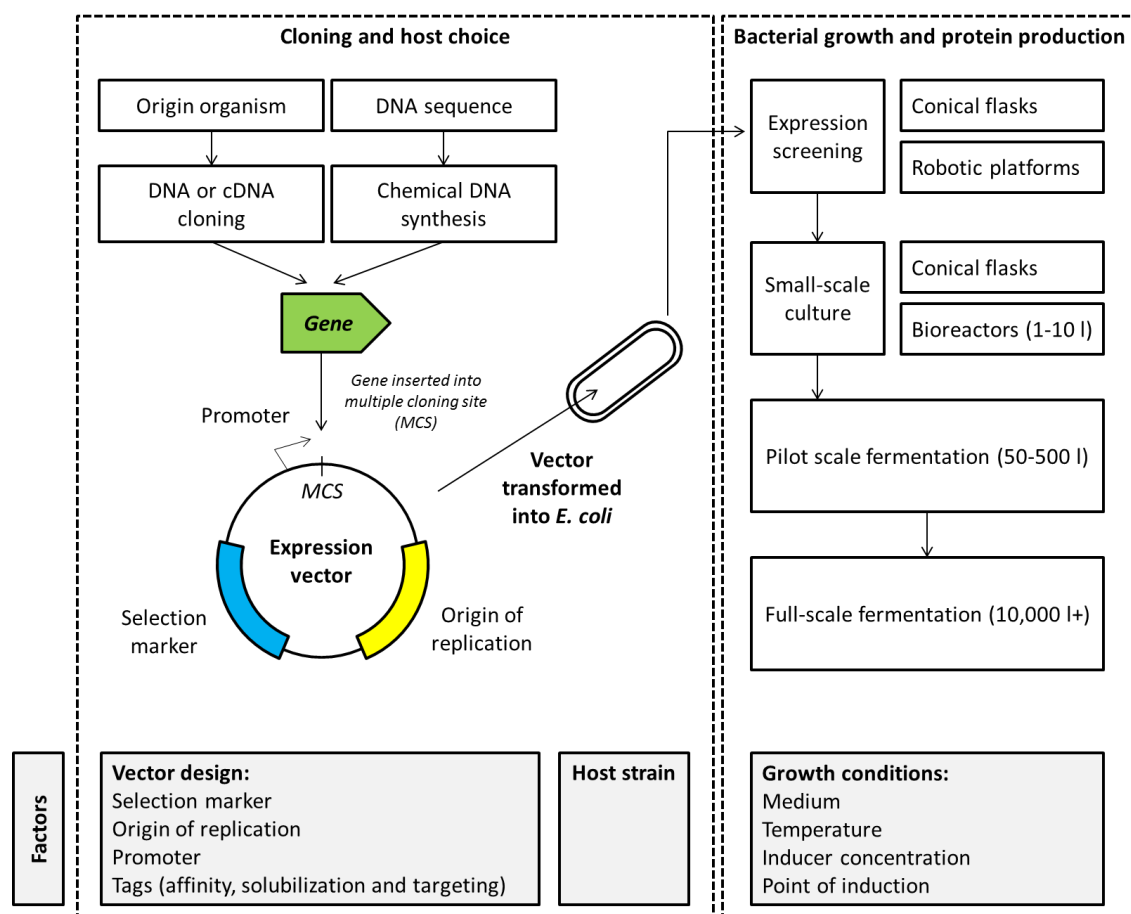 Cloning and host choice
Origin organism
DNA sequence
DNA or cDNA
cloning
Chemical DNA
synthesis
Gene
Gene inserted into
multiple cloning site
(MCS)
Promoter
MCS
Expression
vector
Selection
marker
Origin of
replication
Vector
transformed
into E. coli
Bacterial growth and protein production
Expression
screening
Conical flasks
Robotic platforms
Small-scale
culture
Conical flasks
Bioreactors (1-10 l)
Pilot scale fermentation (50-500 l)
Full-scale fermentation (10,000 l+)
Factors
Vector design:
Selection marker
Origin of replication
Promoter
Tags (affinity, solubilization and targeting)
Host strain
Growth conditions:
Medium
Temperature
Inducer concentration
Point of induction